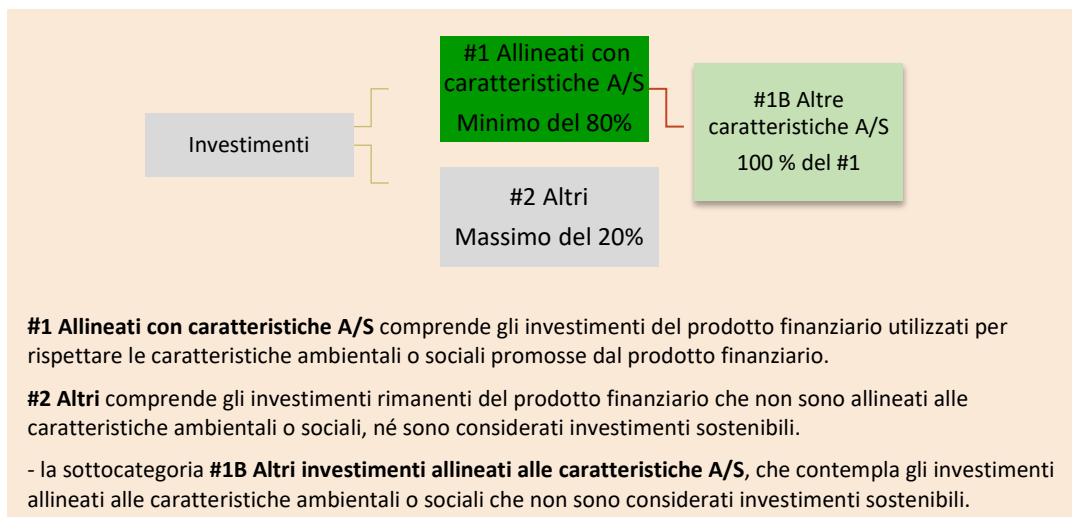 #1 Allineati con
caratteristiche A/S
Minimo del 80%
#1B Altre
caratteristiche A/S
100 % del #1
Investimenti
#2 Altri
Massimo del 20%
#1 Allineati con caratteristiche A/S comprende gli investimenti del prodotto finanziario utilizzati per
rispettare le caratteristiche ambientali o sociali promosse dal prodotto finanziario.
#2 Altri comprende gli investimenti rimanenti del prodotto finanziario che non sono allineati alle
caratteristiche ambientali o sociali, né sono considerati investimenti sostenibili.
- la sottocategoria #1B Altri investimenti allineati alle caratteristiche A/S, che contempla gli investimenti
allineati alle caratteristiche ambientali o sociali che non sono considerati investimenti sostenibili.